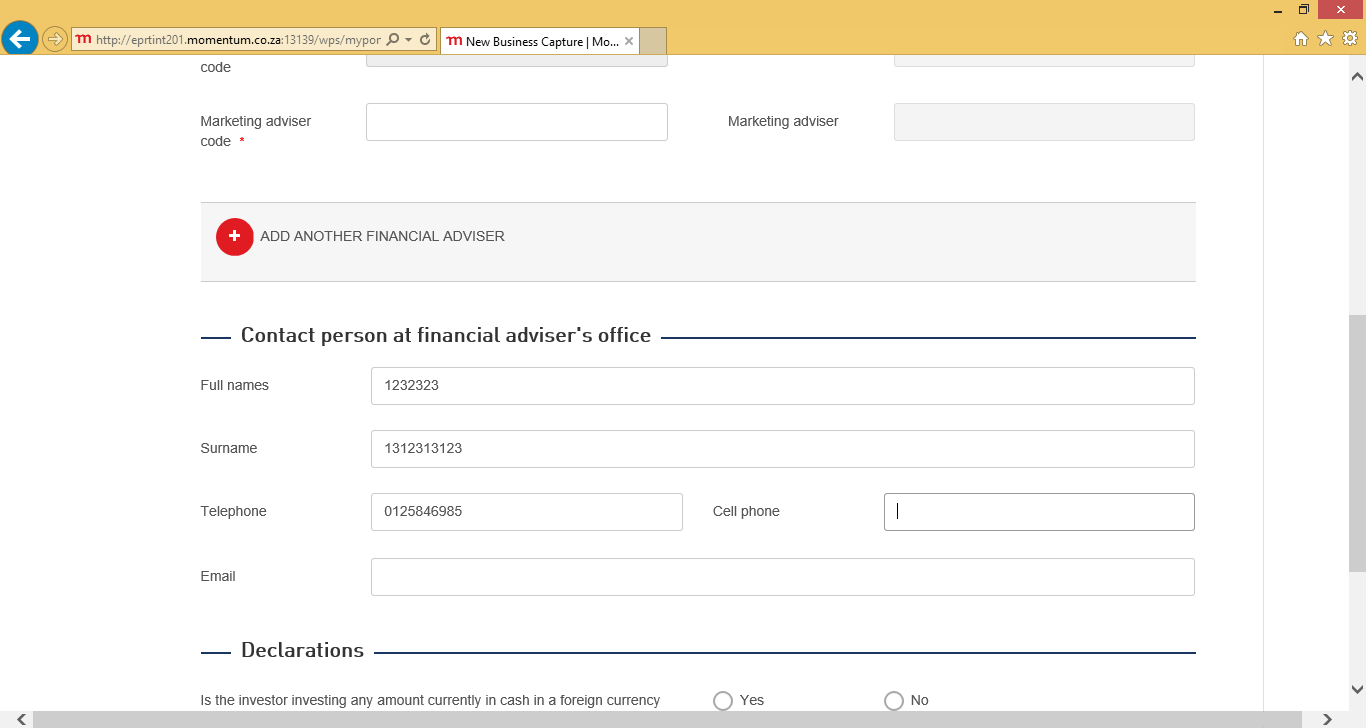 http://eprtint201.momentum.co.za:13139/wps/mypor
New Business Capture | Mo...
code
Marketing adviser code *
Marketing adviser
ADD ANOTHER FINANCIAL ADVISER
Contact person at financial adviser's office
Full names
1232323
Surname
1312313123
Telephone
0125846985
Cell phone
Email
Declarations
Is the investor investing any amount currently in cash in a foreign currency
Yes
No